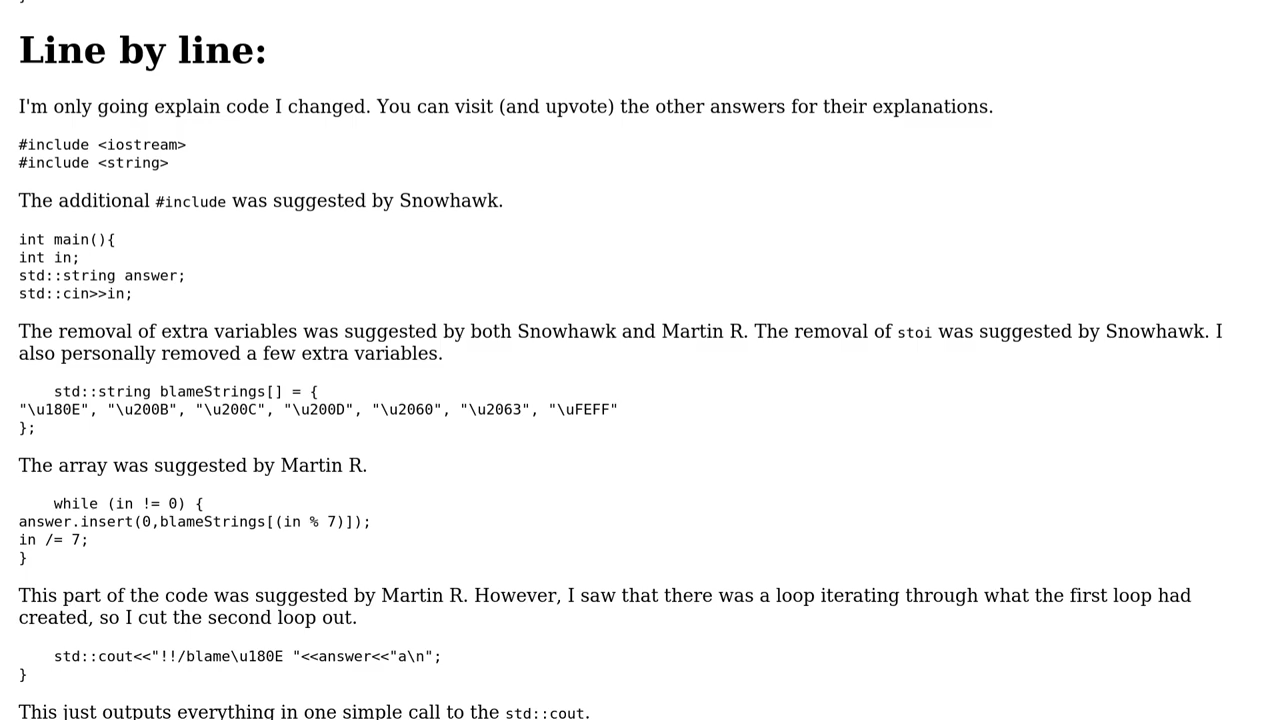 Line by line:
I'm only going explain code I changed. You can visit (and upvote) the other answers for their explanations.
#include <iostream>
#include <string>
The additional #include was suggested by Snowhawk.
int main(){
int in;
std::string answer;
std::cin>>in;
The removal of extra variables was suggested by both Snowhawk and Martin R. The removal of stoi was suggested by Snowhawk. I
also personally removed a few extra variables.
    std::string blameStrings[] = {
"\u180E", "\u200B", "\u200C", "\u200D", "\u2060", "\u2063", "\uFEFF"
};
The array was suggested by Martin R.
    while (in != 0) {
answer.insert(0,blameStrings[(in % 7)]);
in /= 7;
}
This part of the code was suggested by Martin R. However, I saw that there was a loop iterating through what the first loop had
created, so I cut the second loop out.
    std::cout<<"!!/blame\u180E "<<answer<<"a\n";
}
This just outputs everything in one simple call to the std::cout.